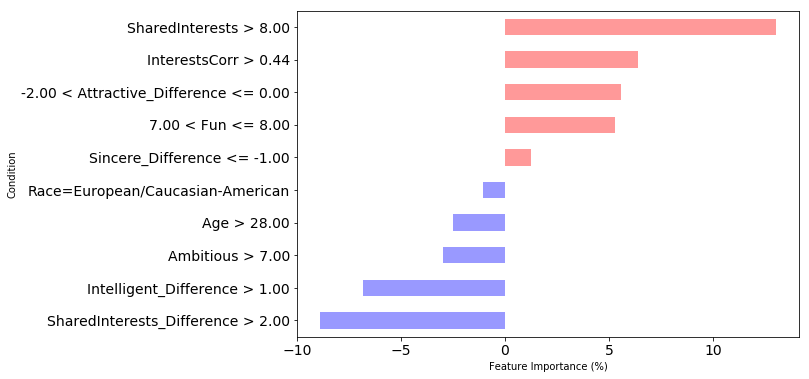 SharedInterests > 8.00
InterestsCorr > 0.44
-2.00 < Attractive_Difference <= 0.00
7.00 < Fun <= 8.00
Sincere_Difference <= -1.00
Race=European/Caucasian-American
Age > 28.00
Ambitious > 7.00
Intelligent_Difference > 1.00
SharedInterests_Difference > 2.00
Condition
−10 −5 0 5 10
Feature Importance (%)